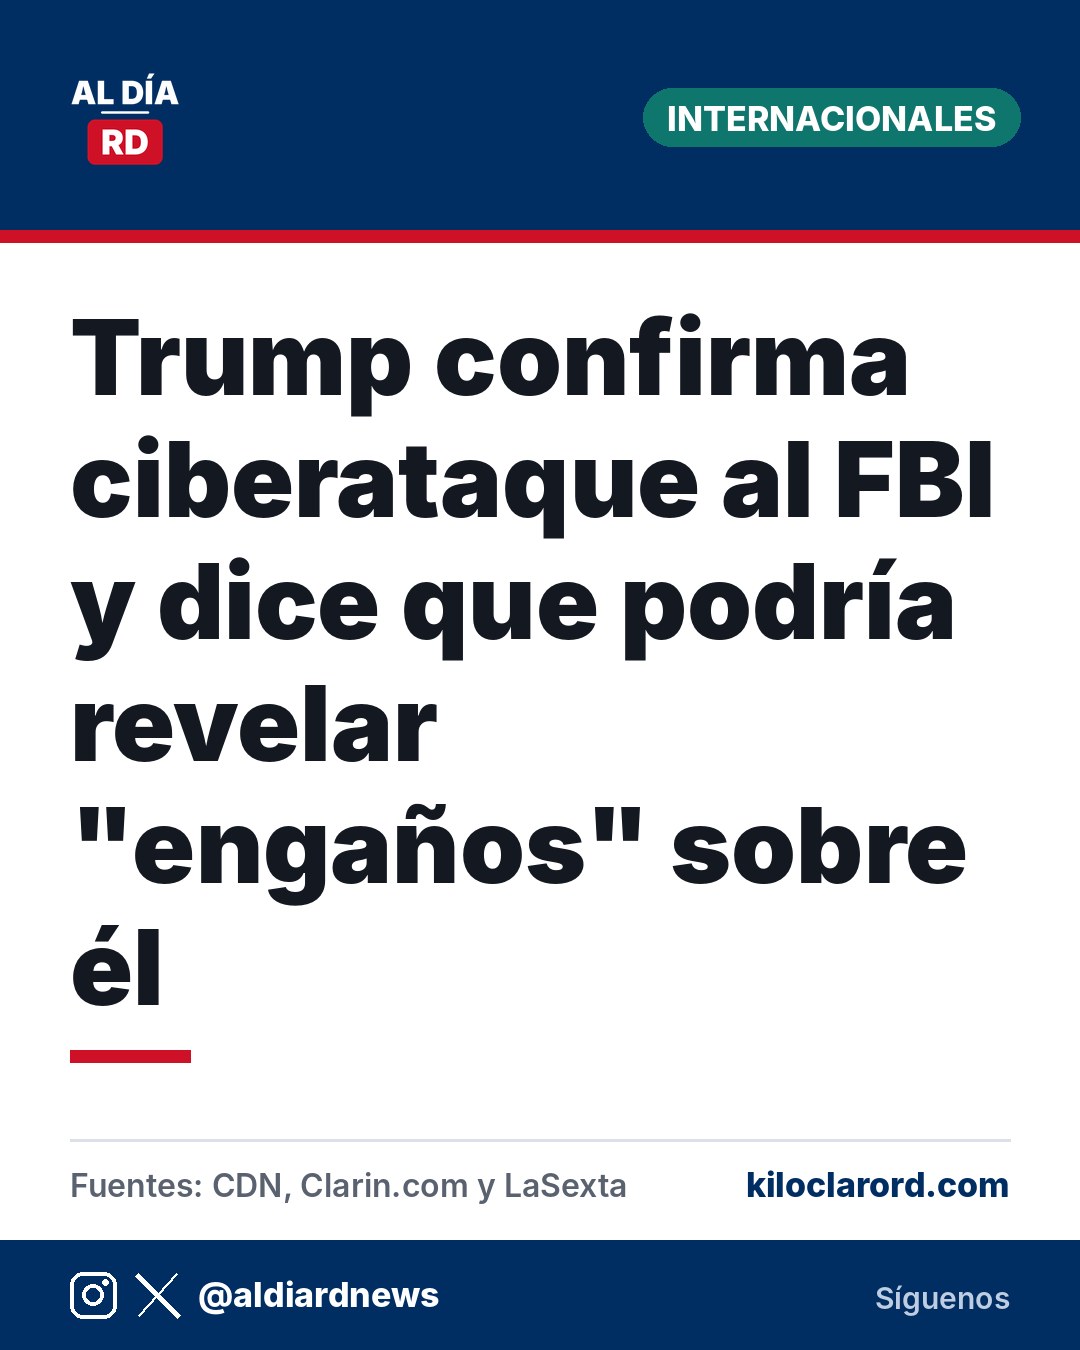 AL DÍA
RD
INTERNACIONALES
Trump confirma
ciberataque al FBI
y dice que podría
revelar
"engaños" sobre
él
Fuentes: CDN, Clarin.com y LaSexta
kiloclarord.com
@aldiardnews
Síguenos